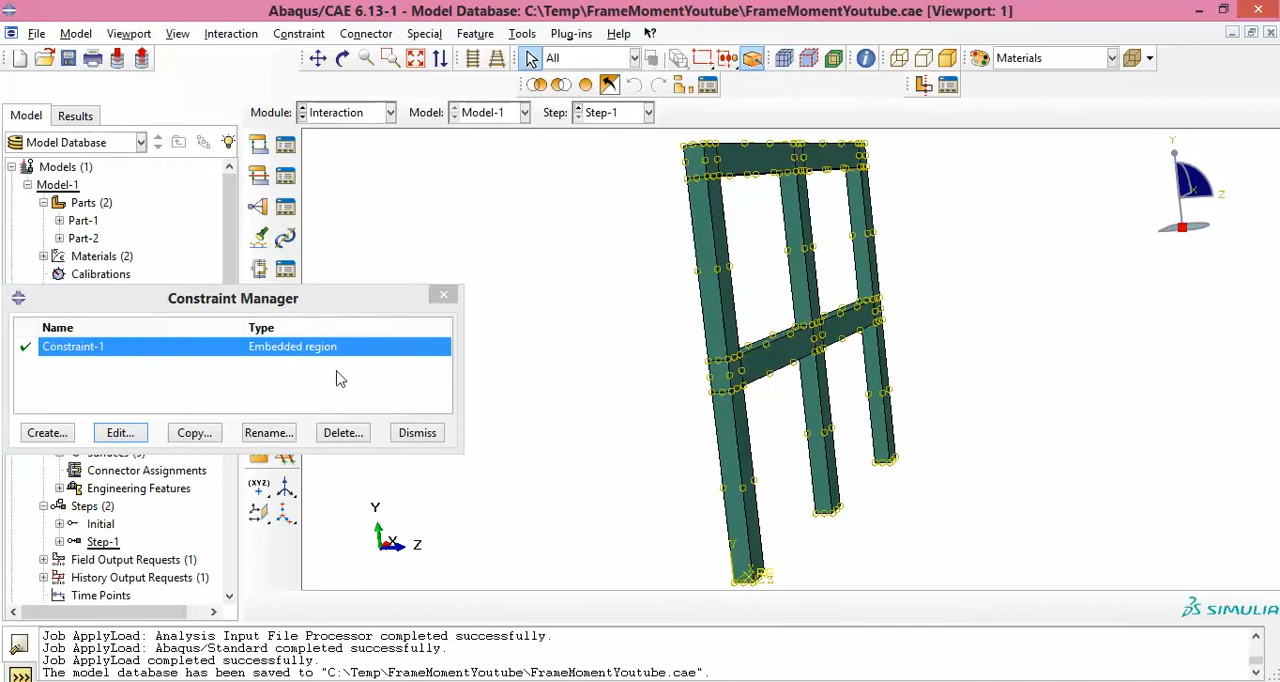 Abaqus/CAE 6.13-1 - Model Database: C:\Temp\FrameMomentYoutube\FrameMomentYoutube.cae [Viewport: 1]
File Model Viewport View Interaction Constraint Connector Special Feature Tools Plug-ins Help
All
Materials
Model Results
Module: Interaction Model: Model-1 Step: Step-1
Model Database
Models (1)
Model-1
Parts (2)
Part-1
Part-2
Materials (2)
Calibrations
Constraint Manager
Name Type
Constraint-1 Embedded region
Create... Edit... Copy... Rename... Delete... Dismiss
Connector Assignments
Engineering Features
Steps (2)
Initial
Step-1
Field Output Requests (1)
History Output Requests (1)
Time Points
(XYZ)
Y
X
Z
Y
X
Z
Y
SIMULIA
Job ApplyLoad: Analysis Input File Processor completed successfully.
Job ApplyLoad: Abaqus/Standard completed successfully.
Job ApplyLoad completed successfully.
The model database has been saved to "C:\Temp\FrameMomentYoutube\FrameMomentYoutube.cae".
>>>